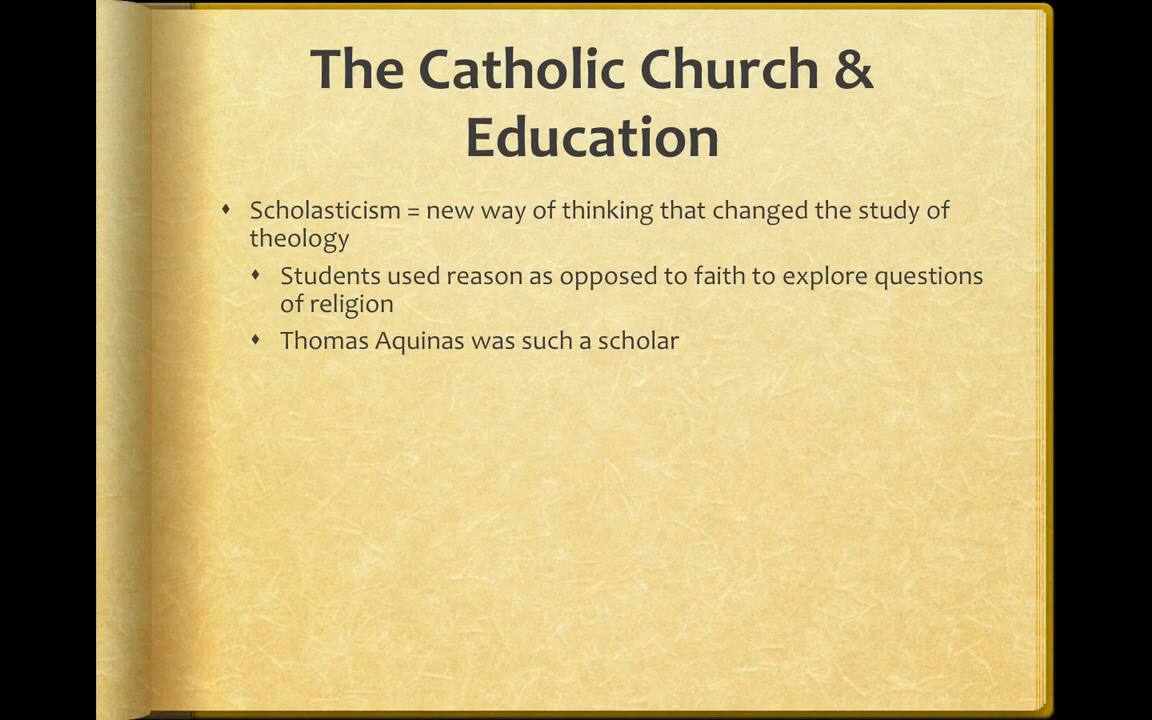 The Catholic Church &
Education
Scholasticism = new way of thinking that changed the study of
theology
Students used reason as opposed to faith to explore questions
of religion
Thomas Aquinas was such a scholar